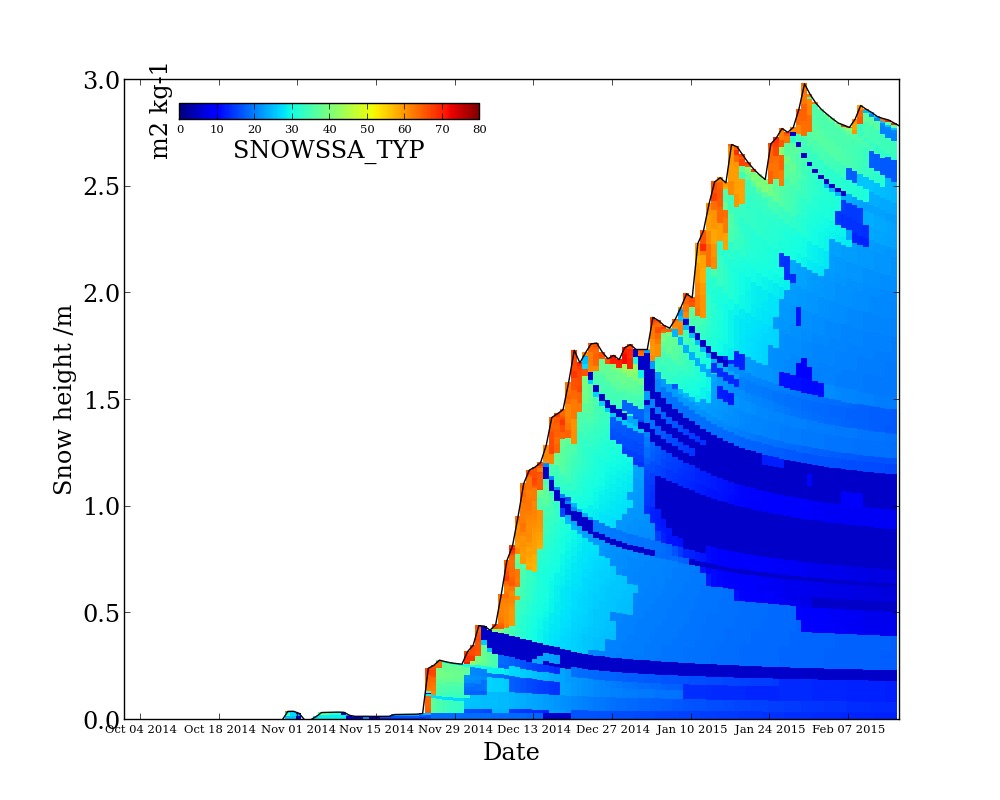 m2 kg-1
0 10 20 30 40 50 60 70 80
SNOWSSA_TYP
Snow height /m
3.0
2.5
2.0
1.5
1.0
0.5
0.0
Oct 04 2014 Oct 18 2014 Nov 01 2014 Nov 15 2014 Nov 29 2014 Dec 13 2014 Dec 27 2014 Jan 10 2015 Jan 24 2015 Feb 07 2015
Date